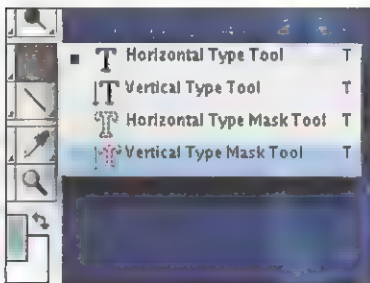 Horizontal Type Tool T
Vertical Type Tool T
Horizontal Type Mask Tool T
Vertical Type Mask Tool T